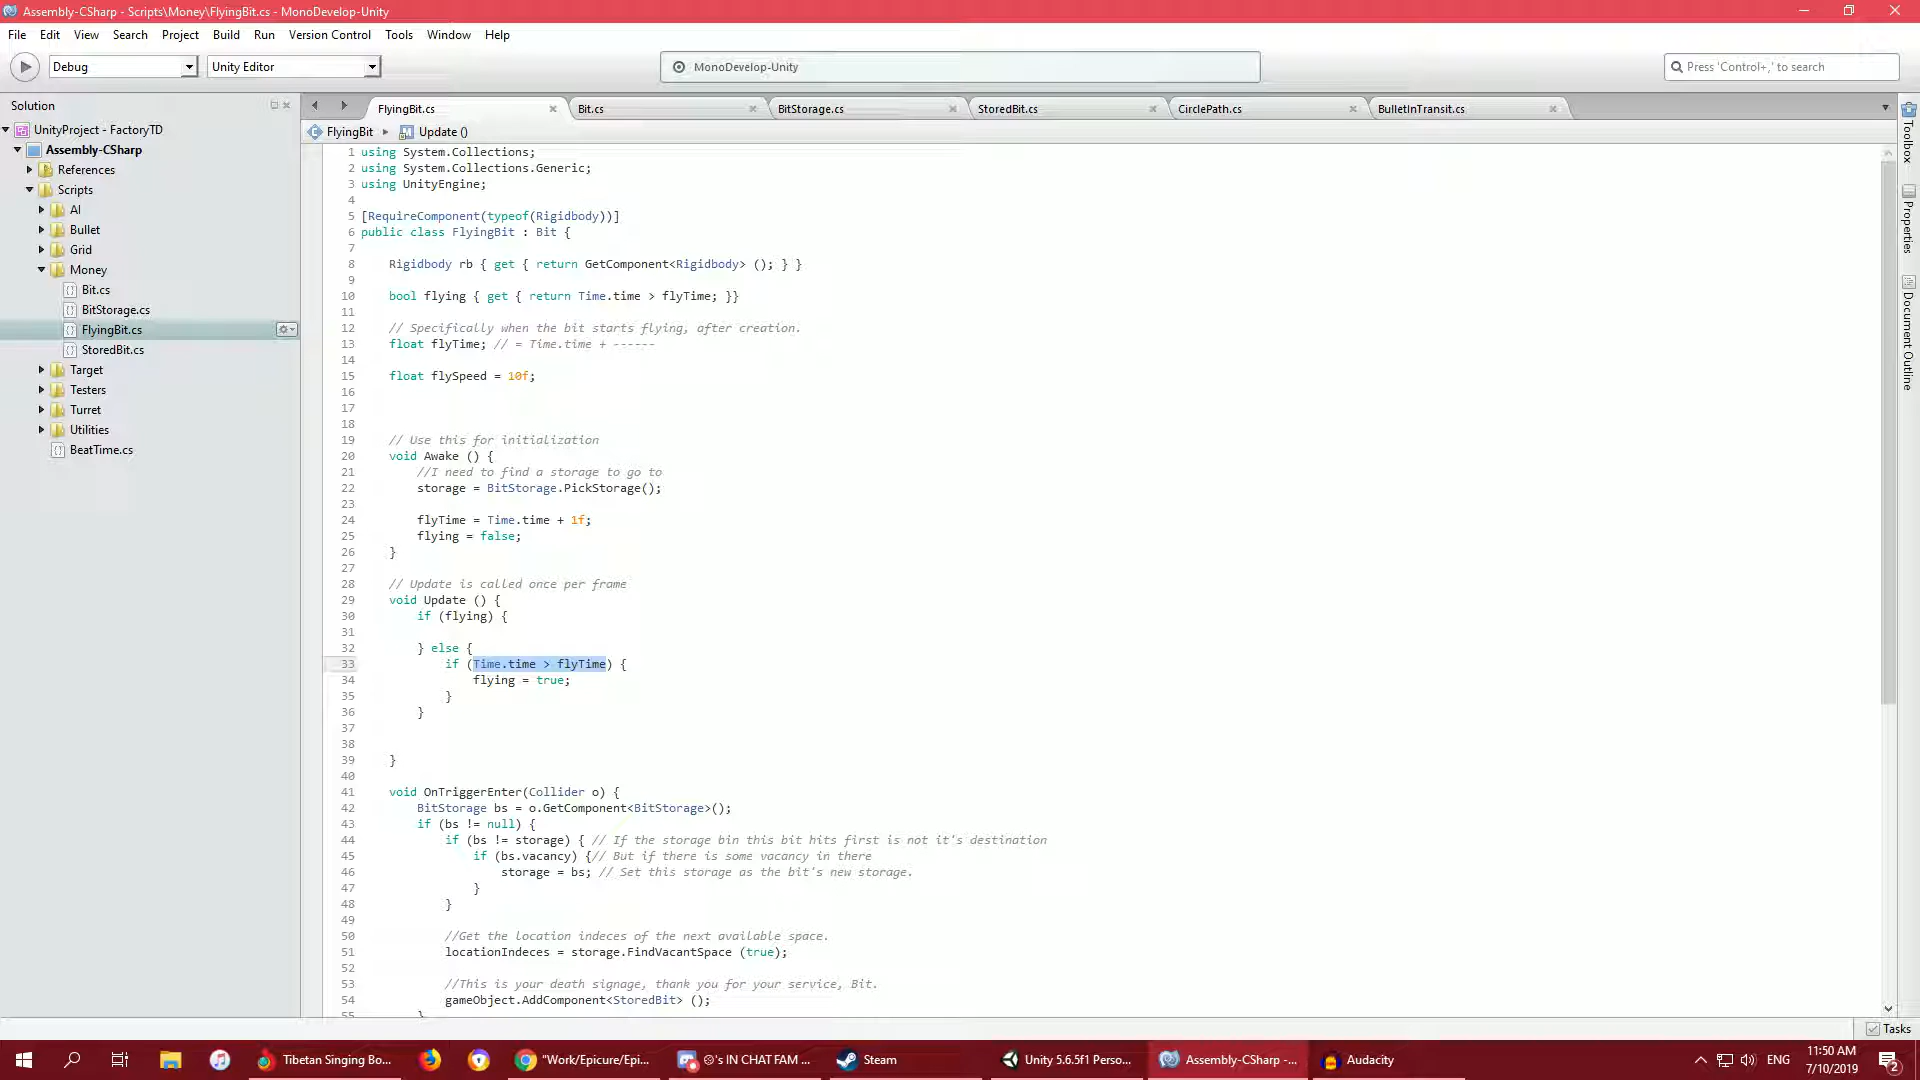 Assembly-CSharp - Scripts\Money\FlyingBit.cs - MonoDevelop-Unity
File Edit View Search Project Build Run Version Control Tools Window Help
Debug Unity Editor MonoDevelop-Unity Press 'Control+,' to search
Solution
UnityProject - FactoryTD
Assembly-CSharp
References
Scripts
AI
Bullet
Grid
Money
Bit.cs
BitStorage.cs
FlyingBit.cs
StoredBit.cs
Target
Testers
Turret
Utilities
BeatTime.cs
FlyingBit.cs Bit.cs BitStorage.cs StoredBit.cs CirclePath.cs BulletInTransit.cs
FlyingBit Update ()
1 using System.Collections;
2 using System.Collections.Generic;
3 using UnityEngine;
4
5 [RequireComponent(typeof(Rigidbody))]
6 public class FlyingBit : Bit {
7
8 Rigidbody rb { get { return GetComponent<Rigidbody> (); } }
9
10 bool flying { get { return Time.time > flyTime; }}
11
12 // Specifically when the bit starts flying, after creation.
13 float flyTime; // = Time.time + ------
14
15 float flySpeed = 10f;
16
17
18
19 // Use this for initialization
20 void Awake () {
21 //I need to find a storage to go to
22 storage = BitStorage.PickStorage();
23
24 flyTime = Time.time + 1f;
25 flying = false;
26 }
27
28 // Update is called once per frame
29 void Update () {
30 if (flying) {
31
32 } else {
33 if (Time.time > flyTime) {
34 flying = true;
35 }
36 }
37
38
39 }
40
41 void OnTriggerEnter(Collider o) {
42 BitStorage bs = o.GetComponent<BitStorage>();
43 if (bs != null) {
44 if (bs != storage) { // If the storage bin this bit hits first is not it's destination
45 if (bs.vacancy) {// But if there is some vacancy in there
46 storage = bs; // Set this storage as the bit's new storage.
47 }
48 }
49
50 //Get the location indeces of the next available space.
51 locationIndeces = storage.FindVacantSpace (true);
52
53 //This is your death signage, thank you for your service, Bit.
54 gameObject.AddComponent<StoredBit> ();
55 }
Toolbox
Properties
Document Outline
Tasks
Tibetan Singing Bo... "Work/Epicure/Epi... ☹'s IN CHAT FAM ... Steam Unity 5.6.5f1 Perso... Assembly-CSharp -... Audacity ENG 11:50 AM
7/10/2019 2